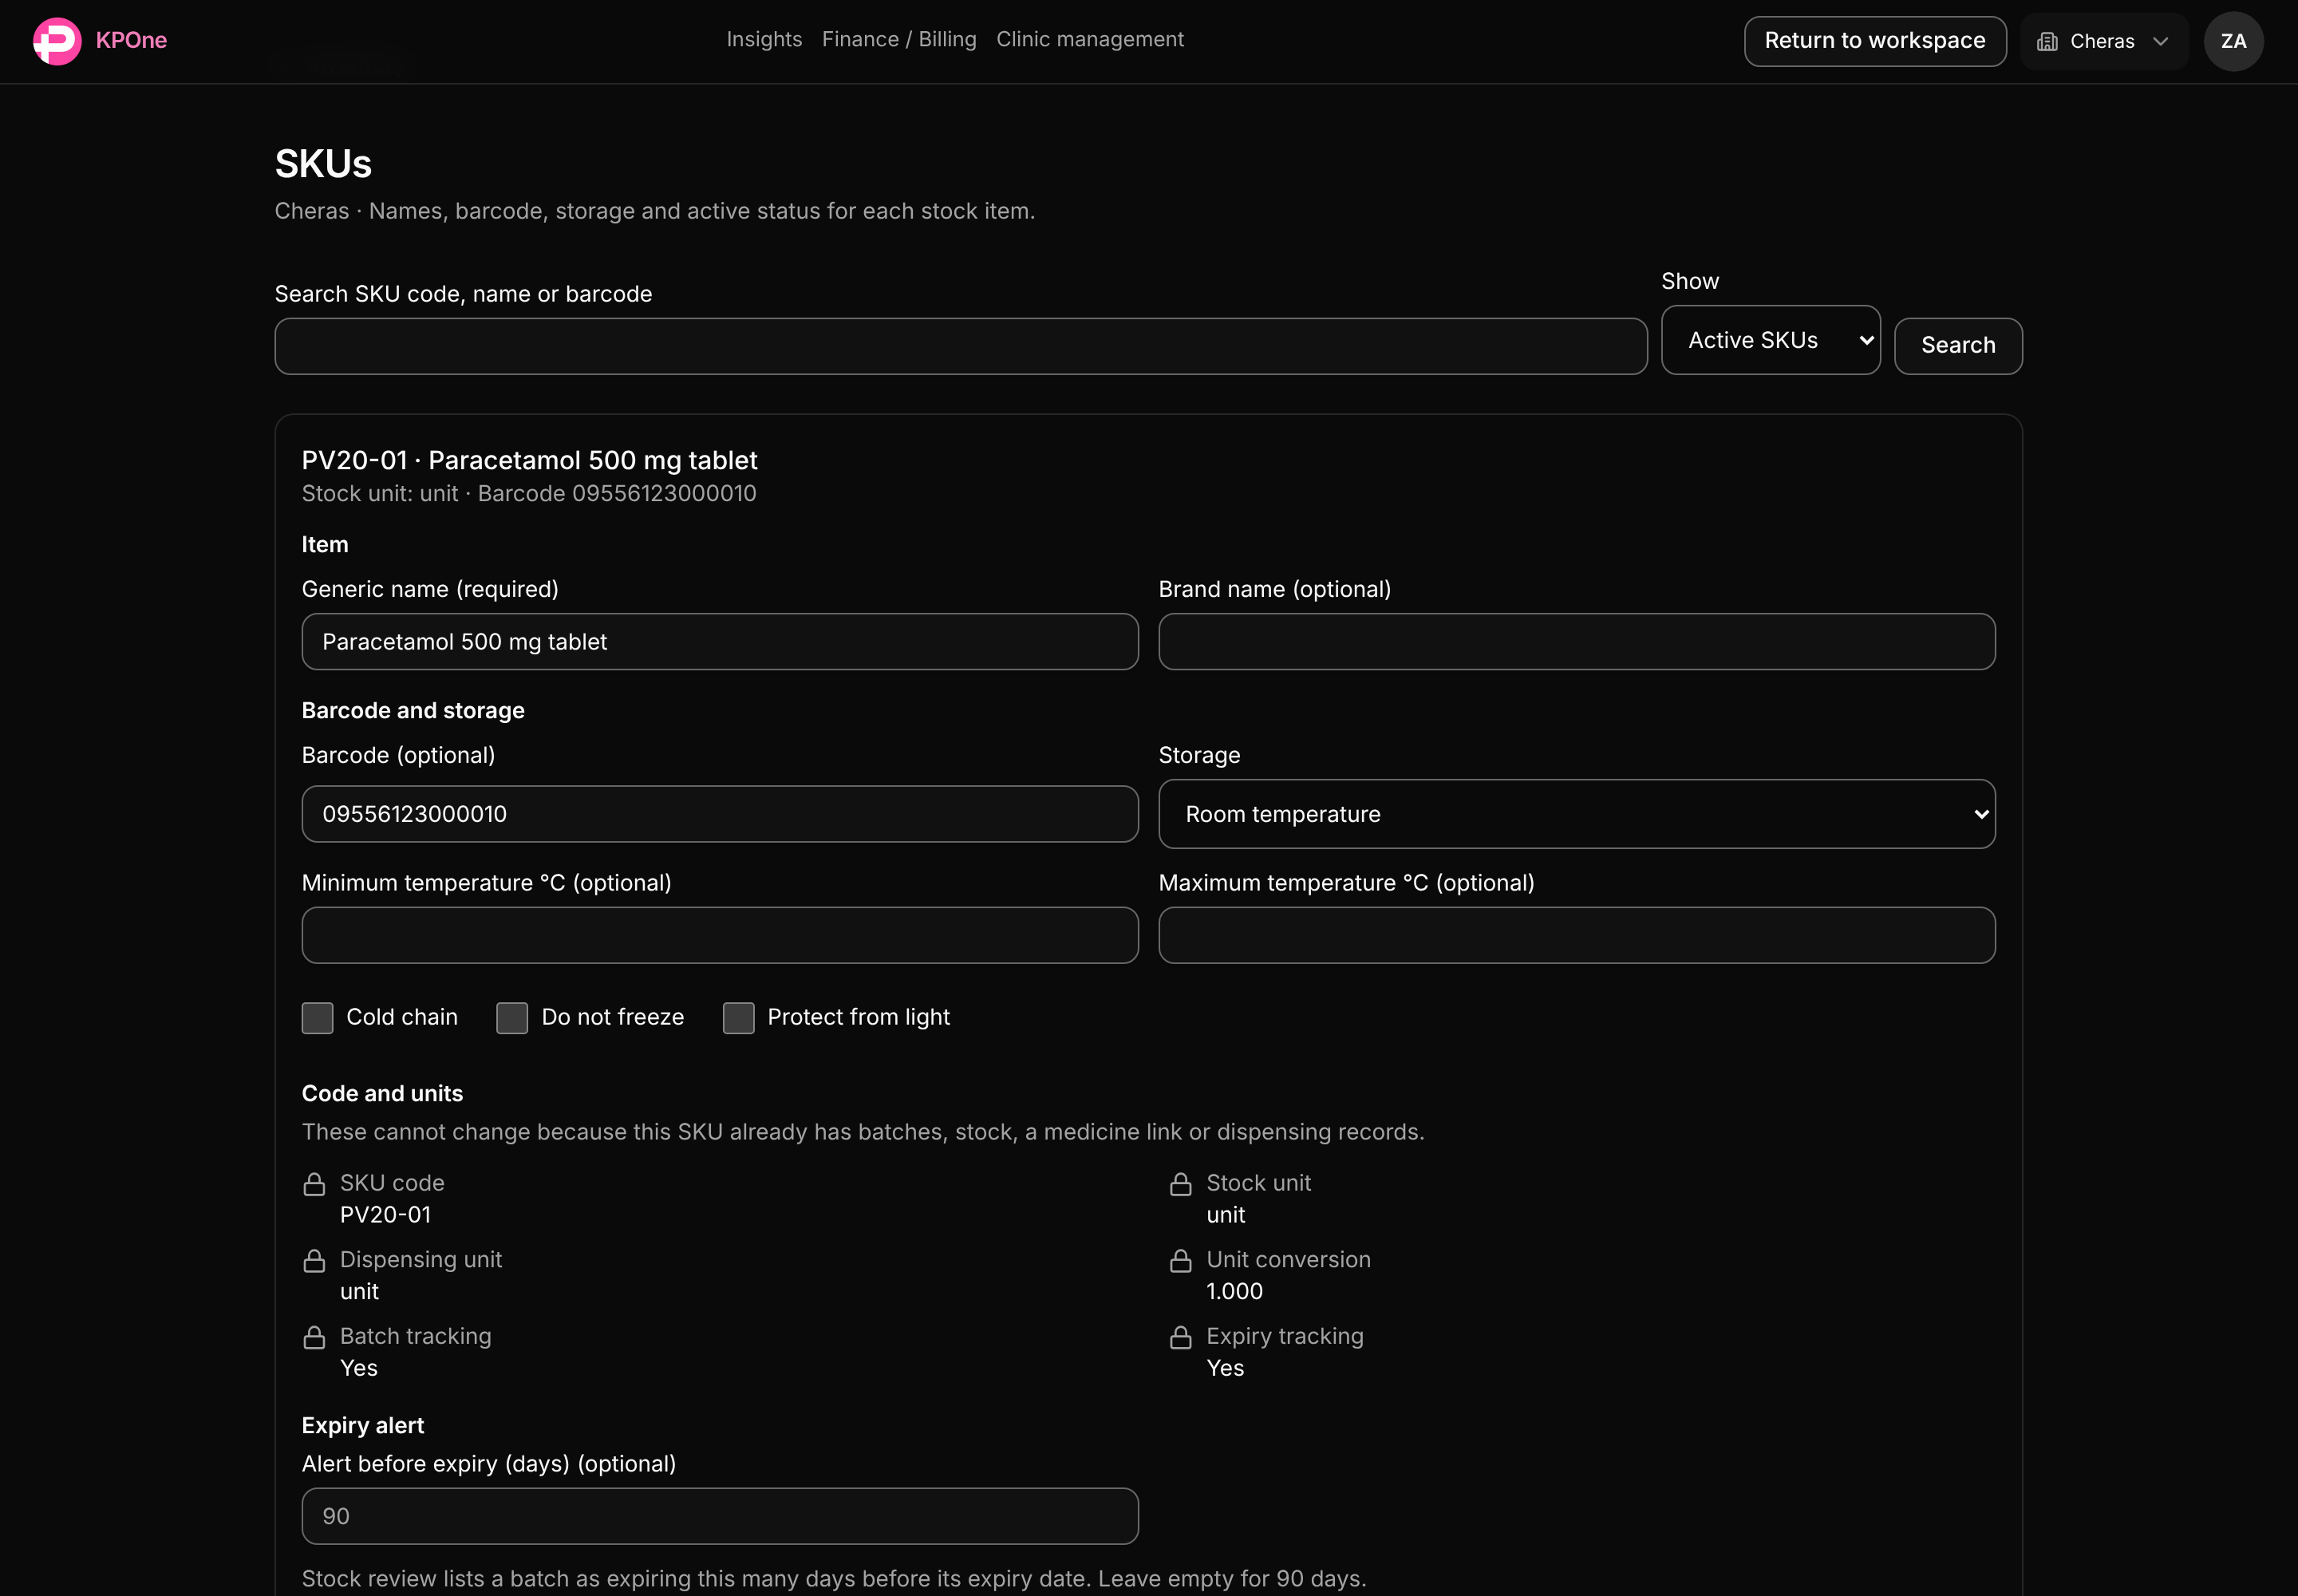 KPOne
Insights
Finance / Billing
Clinic management
Return to workspace
Cheras
ZA
SKUs
Cheras · Names, barcode, storage and active status for each stock item.
Search SKU code, name or barcode
Show
Active SKUs
Search
PV20-01 · Paracetamol 500 mg tablet
Stock unit: unit · Barcode 09556123000010
Item
Generic name (required)
Brand name (optional)
Paracetamol 500 mg tablet
Barcode and storage
Barcode (optional)
Storage
09556123000010
Room temperature
Minimum temperature °C (optional)
Maximum temperature °C (optional)
Cold chain
Do not freeze
Protect from light
Code and units
These cannot change because this SKU already has batches, stock, a medicine link or dispensing records.
SKU code
PV20-01
Stock unit
unit
Dispensing unit
unit
Unit conversion
1.000
Batch tracking
Yes
Expiry tracking
Yes
Expiry alert
Alert before expiry (days) (optional)
90
Stock review lists a batch as expiring this many days before its expiry date. Leave empty for 90 days.